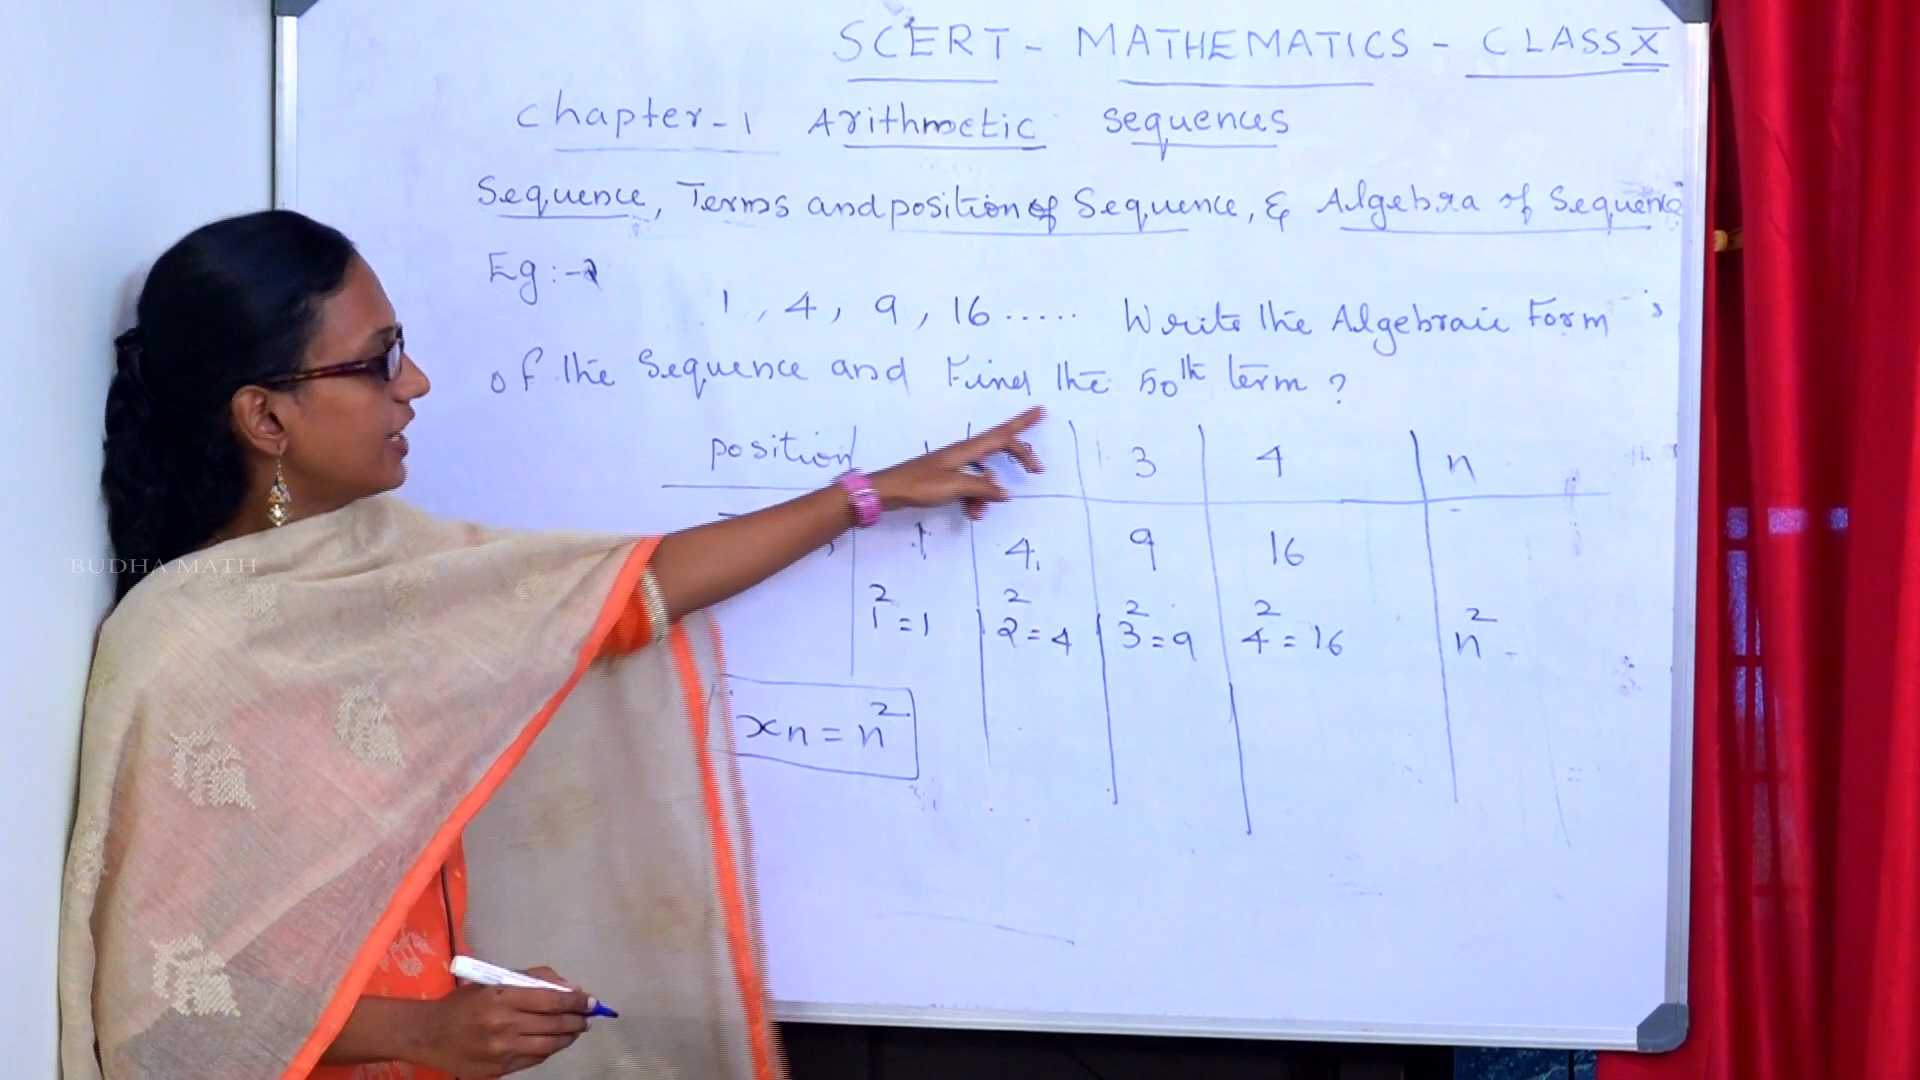 SCERT - MATHEMATICS - CLASS X
Chapter - 1 Arithmetic Sequences
Sequence, Terms and position of Sequence, & Algebra of Sequence
Eg :- 2
1, 4, 9, 16 ..... Write the Algebraic Form
of the Sequence and Find the 50th term ?
position 3 4 n
1 4 9 16
1² = 1 2² = 4 3² = 9 4² = 16 n²
xn = n²
BUDHA MATH